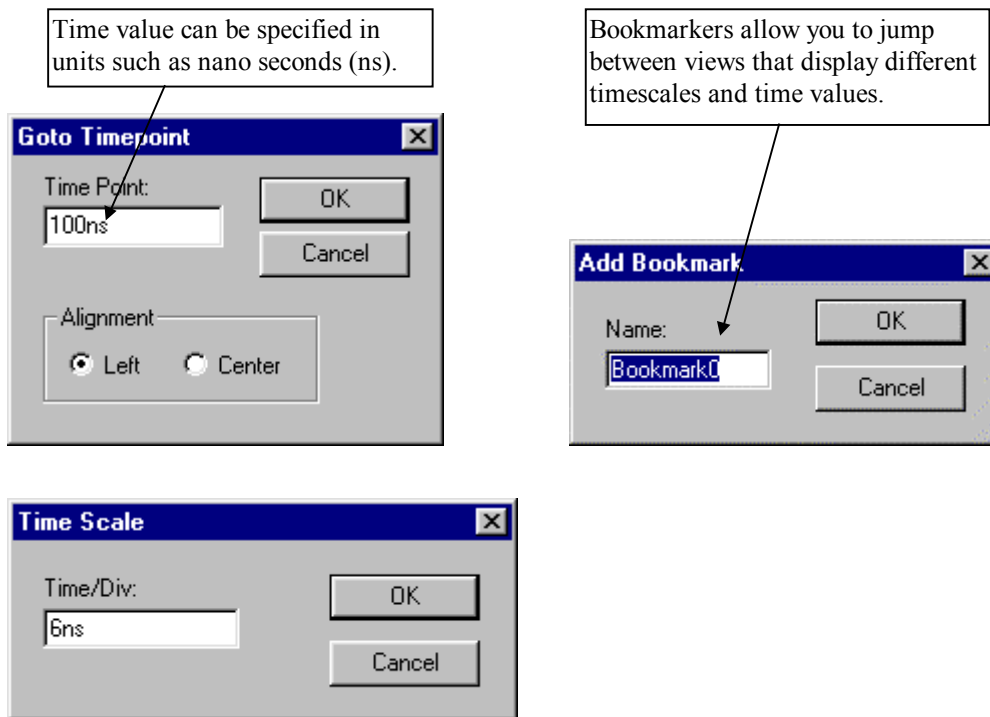 Time value can be specified in
units such as nano seconds (ns).
Bookmarkers allow you to jump
between views that display different
timescales and time values.
Goto Timepoint
Time Point:
100ns
OK
Cancel
Alignment
Left
Center
Add Bookmark
Name:
Bookmark0
OK
Cancel
Time Scale
Time/Div:
6ns
OK
Cancel